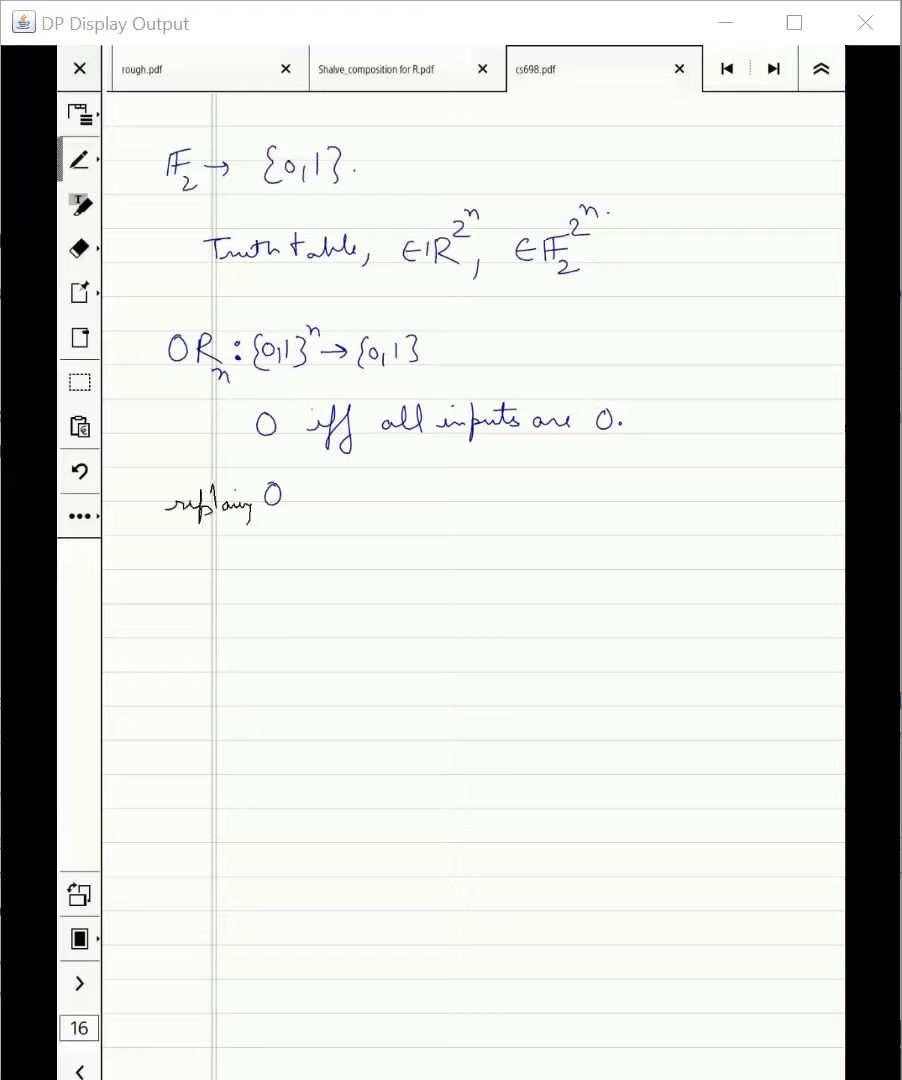 DP Display Output
rough.pdf
Shalve_composition for R.pdf
cs698.pdf
𝔽₂ → {0,1}.
Truth table, ∈ ℝ^{2^n}, ∈ 𝔽₂^{2^n}.
OR_n : {0,1}^n → {0,1}
0 iff all inputs are 0.
0
16